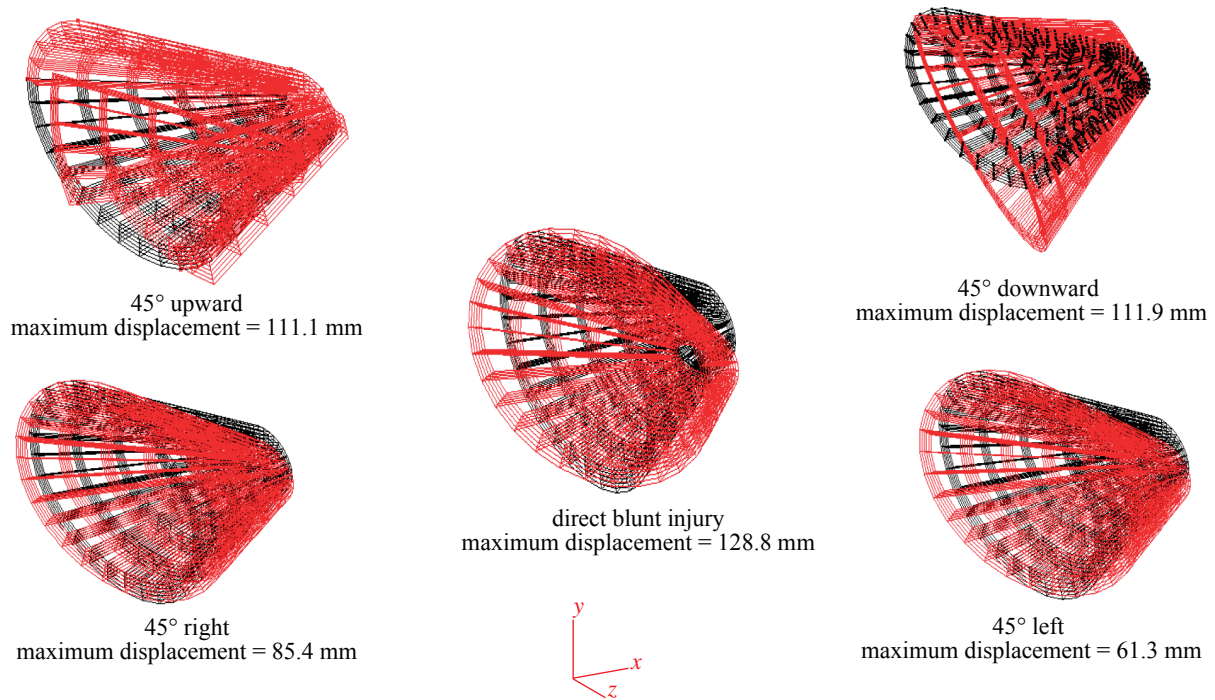 45° upward
maximum displacement = 111.1 mm
45° downward
maximum displacement = 111.9 mm
direct blunt injury
maximum displacement = 128.8 mm
45° right
maximum displacement = 85.4 mm
45° left
maximum displacement = 61.3 mm
y
x
z